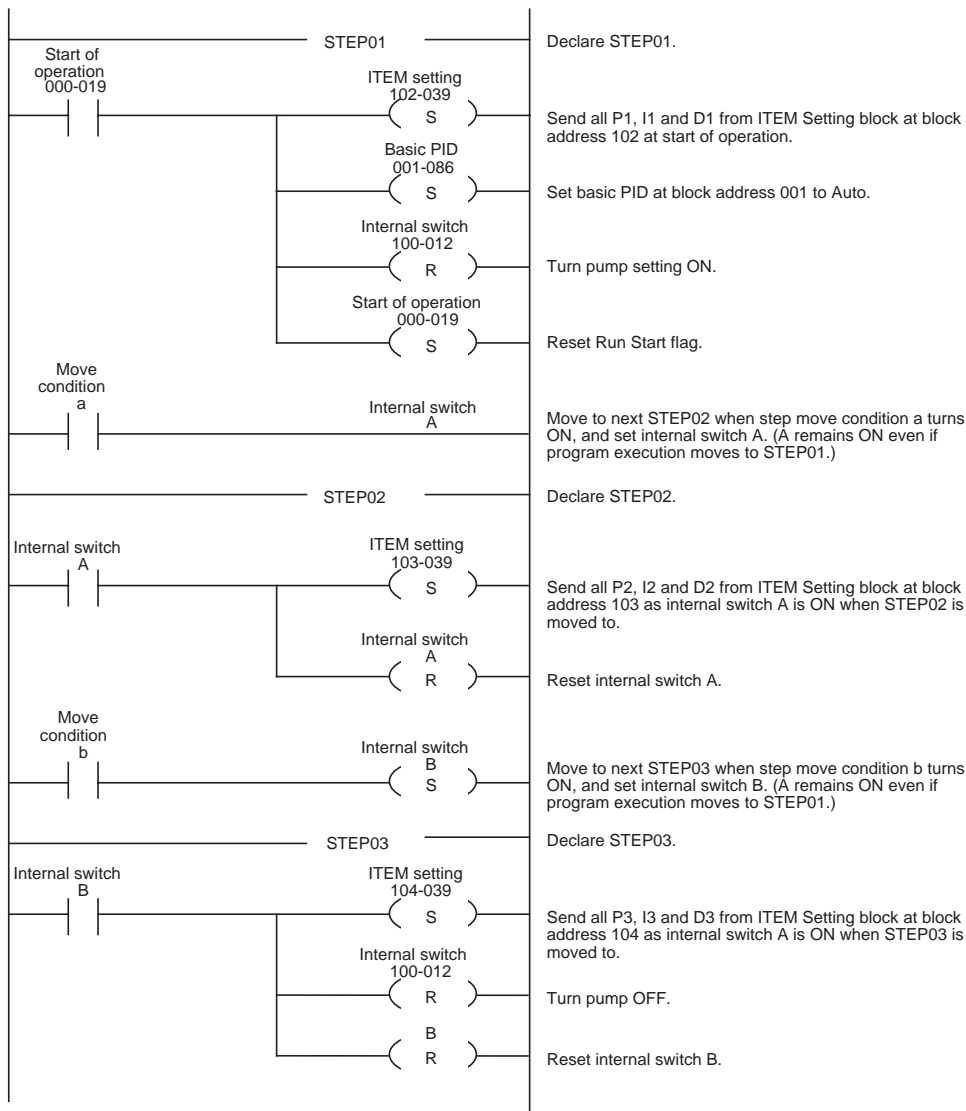 STEP01
Declare STEP01.
Start of
operation
000-019
ITEM setting
102-039
S
Send all P1, I1 and D1 from ITEM Setting block at block
address 102 at start of operation.
Basic PID
001-086
S
Set basic PID at block address 001 to Auto.
Internal switch
100-012
R
Turn pump setting ON.
Start of operation
000-019
S
Reset Run Start flag.
Move
condition
a
Internal switch
A
Move to next STEP02 when step move condition a turns
ON, and set internal switch A. (A remains ON even if
program execution moves to STEP01.)
STEP02
Declare STEP02.
Internal switch
A
ITEM setting
103-039
S
Send all P2, I2 and D2 from ITEM Setting block at block
address 103 as internal switch A is ON when STEP02 is
moved to.
Internal switch
A
R
Reset internal switch A.
Move
condition
b
Internal switch
B
S
Move to next STEP03 when step move condition b turns
ON, and set internal switch B. (A remains ON even if
program execution moves to STEP01.)
STEP03
Declare STEP03.
Internal switch
B
ITEM setting
104-039
S
Send all P3, I3 and D3 from ITEM Setting block at block
address 104 as internal switch A is ON when STEP03 is
moved to.
Internal switch
100-012
R
Turn pump OFF.
B
R
Reset internal switch B.